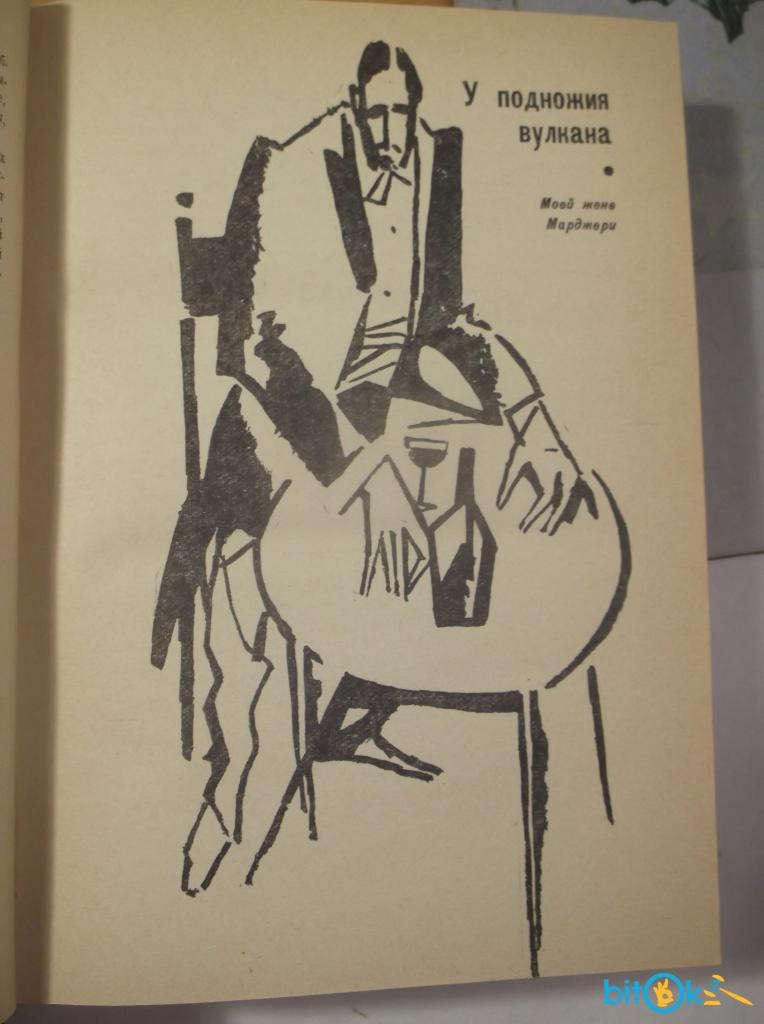 У подножия
вулкана
Моей жене
Марджери
bitok